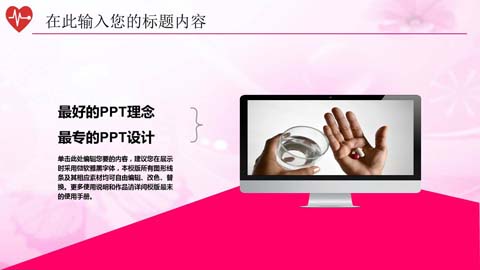 在此输入您的标题内容
最好的PPT理念
最专的PPT设计
单击此处编辑您要的内容，建议您在展示
时采用微软雅黑字体，本权版所有图形线
条及其相应素材均可自由编辑、改色、替
换。更多使用说明和作品请详阅权版最末
的使用手册。